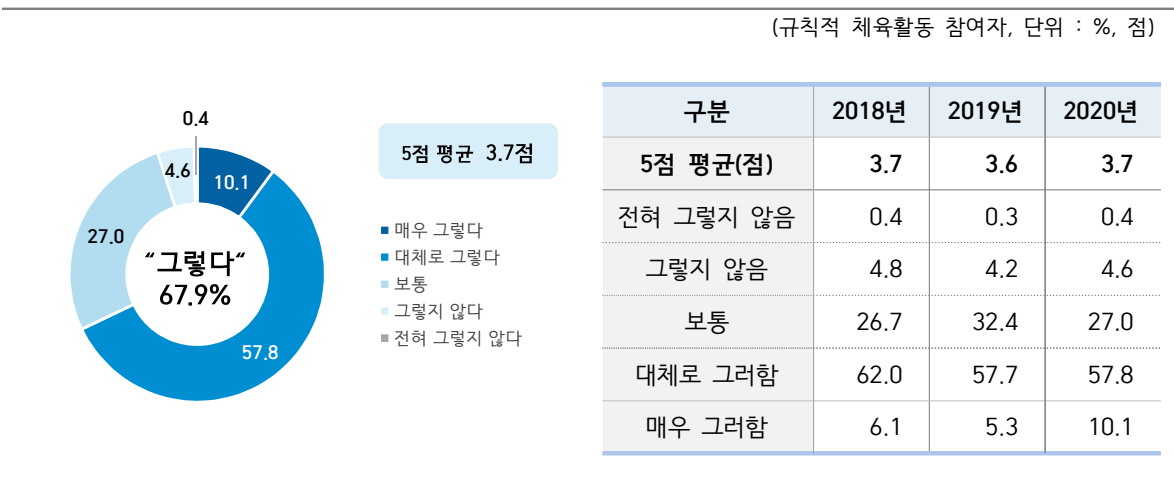 (규칙적 체육활동 참여자, 단위 : %, 점)
0.4
4.6
10.1
27.0
“그렇다“
67.9%
57.8
5점 평균 3.7점
매우 그렇다
대체로 그렇다
보통
그렇지 않다
전혀 그렇지 않다
구분 2018년 2019년 2020년
5점 평균(점) 3.7 3.6 3.7
전혀 그렇지 않음 0.4 0.3 0.4
그렇지 않음 4.8 4.2 4.6
보통 26.7 32.4 27.0
대체로 그러함 62.0 57.7 57.8
매우 그러함 6.1 5.3 10.1